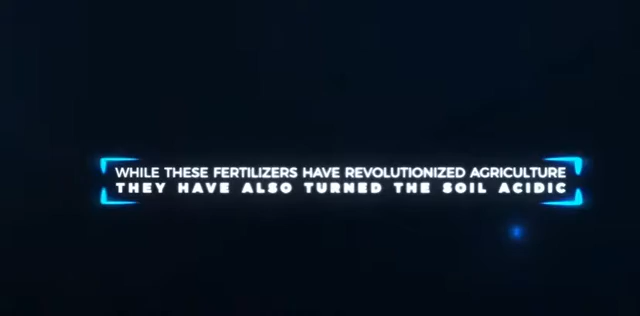 WHILE THESE FERTILIZERS HAVE REVOLUTIONIZED AGRICULTURE
THEY HAVE ALSO TURNED THE SOIL ACIDIC